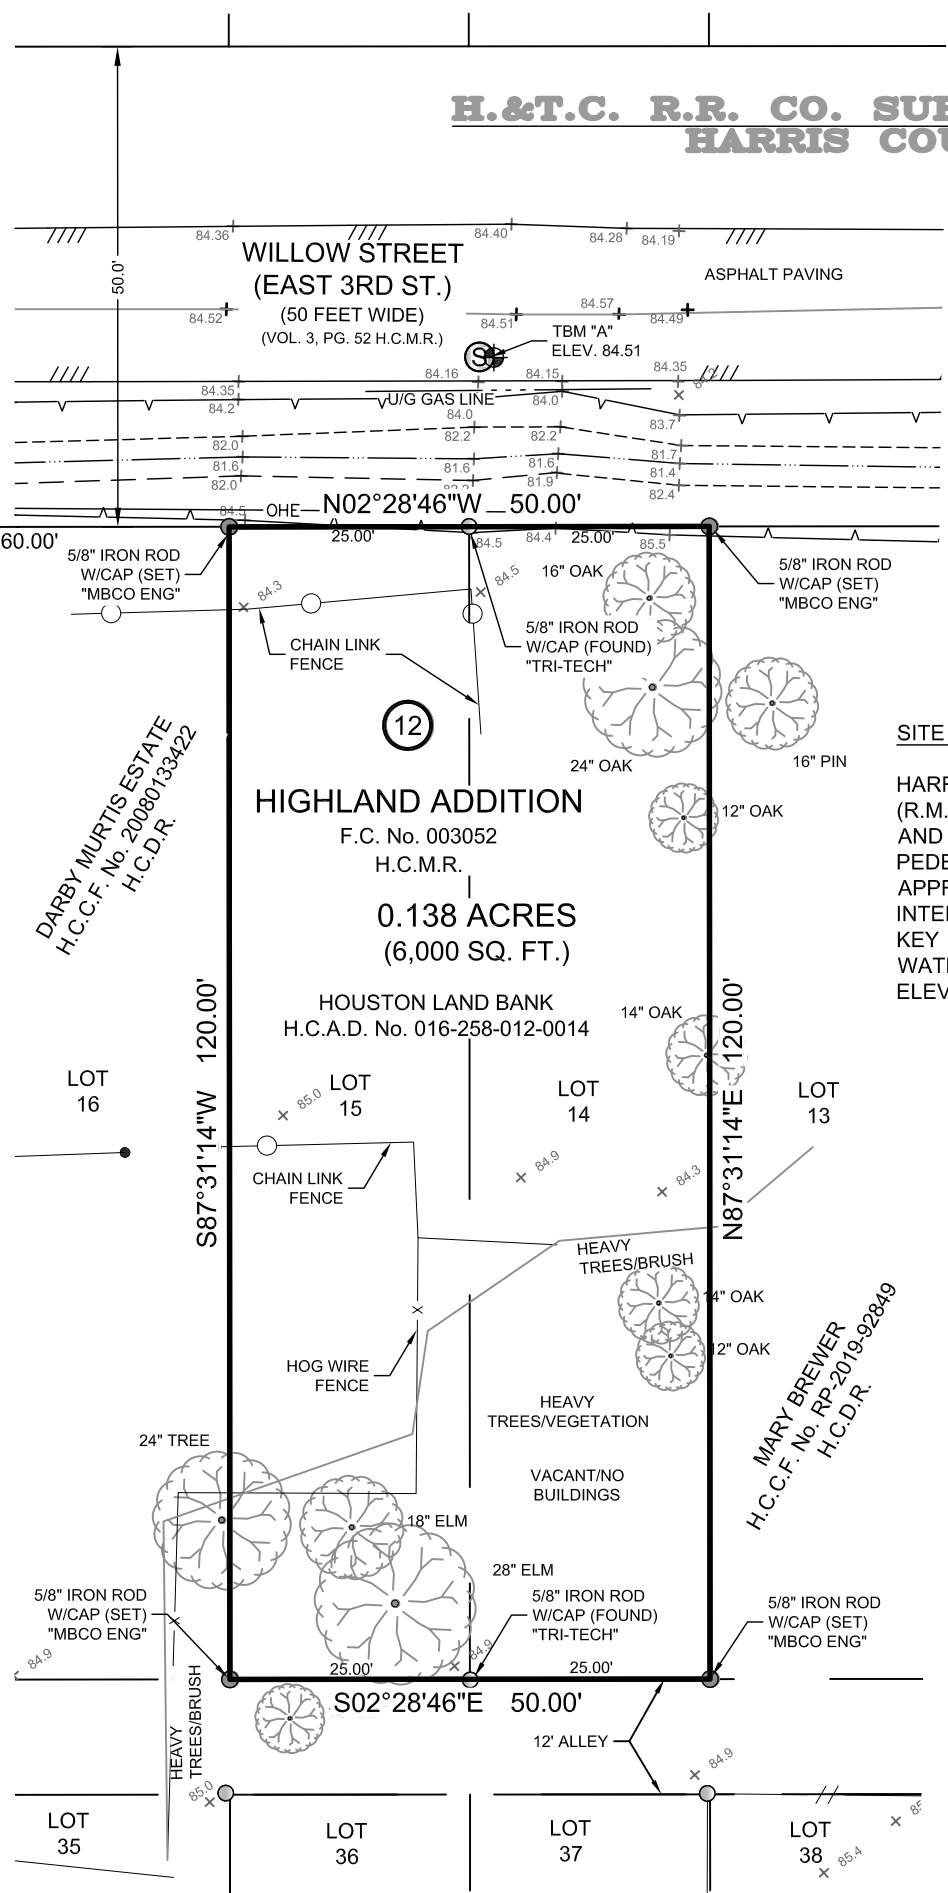 H.&T.C. R.R. CO. SU
HARRIS COU
84.36
84.40
84.28
84.19
WILLOW STREET
(EAST 3RD ST.)
(50 FEET WIDE)
(VOL. 3, PG. 52 H.C.M.R.)
ASPHALT PAVING
50.0'
84.52
84.51
84.57
84.49
S
TBM "A"
ELEV. 84.51
84.35
84.16
84.15
84.35
84.2
U/G GAS LINE
84.0
84.0
83.7
82.0
82.2
82.2
81.7
81.6
81.6
81.6
81.4
82.0
81.9
82.4
N02°28'46"W 50.00'
OHE
84.5
60.00'
25.00'
84.5
84.4
25.00'
85.5
5/8" IRON ROD
W/CAP (SET)
"MBCO ENG"
84.3
84.5
16" OAK
5/8" IRON ROD
W/CAP (SET)
"MBCO ENG"
CHAIN LINK
FENCE
5/8" IRON ROD
W/CAP (FOUND)
"TRI-TECH"
12
24" OAK
16" PIN
SITE
HIGHLAND ADDITION
F.C. No. 003052
H.C.M.R.
12" OAK
DARBY MURTIS ESTATE
H.C.C.F. No. 20080133422
H.C.D.R.
0.138 ACRES
(6,000 SQ. FT.)
HARR
(R.M.
AND
PEDE
APPR
INTE
KEY
WATE
ELEV
HOUSTON LAND BANK
H.C.A.D. No. 016-258-012-0014
14" OAK
S87°31'14"W 120.00'
N87°31'14"E 120.00'
LOT
16
85.0
LOT
15
LOT
14
LOT
13
CHAIN LINK
FENCE
84.9
84.3
HEAVY
TREES/BRUSH
14" OAK
X
12" OAK
HOG WIRE
FENCE
HEAVY
TREES/VEGETATION
MARY BREWER
H.C.C.F. No. RP-2019-92849
H.C.D.R.
24" TREE
VACANT/NO
BUILDINGS
18" ELM
28" ELM
5/8" IRON ROD
W/CAP (SET)
"MBCO ENG"
X
5/8" IRON ROD
W/CAP (FOUND)
"TRI-TECH"
5/8" IRON ROD
W/CAP (SET)
"MBCO ENG"
84.9
84.9
25.00'
25.00'
S02°28'46"E 50.00'
HEAVY
TREES/BRUSH
12' ALLEY
84.9
85.0
LOT
35
LOT
36
LOT
37
LOT
38
85.4